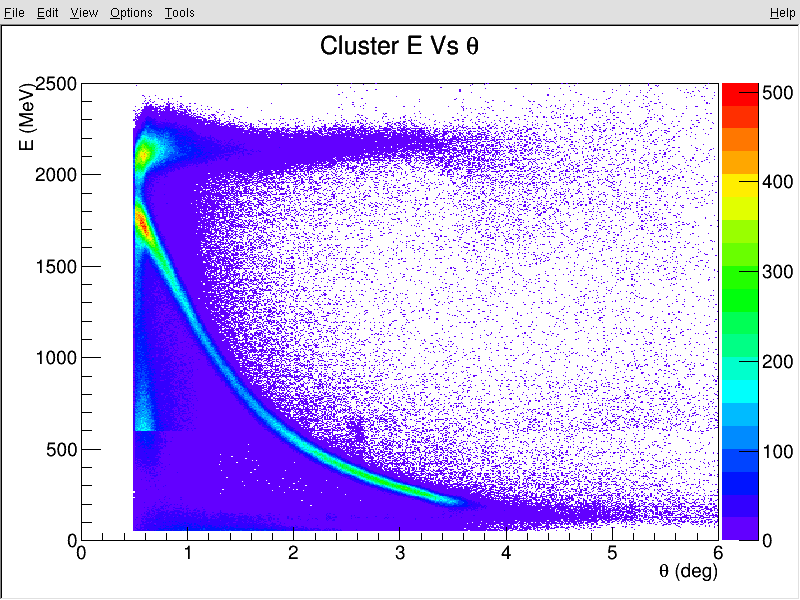 File Edit View Options Tools Help
Cluster E Vs θ
E (MeV)
2500
2000
1500
1000
500
0
0 1 2 3 4 5 6
θ (deg)
500
400
300
200
100
0